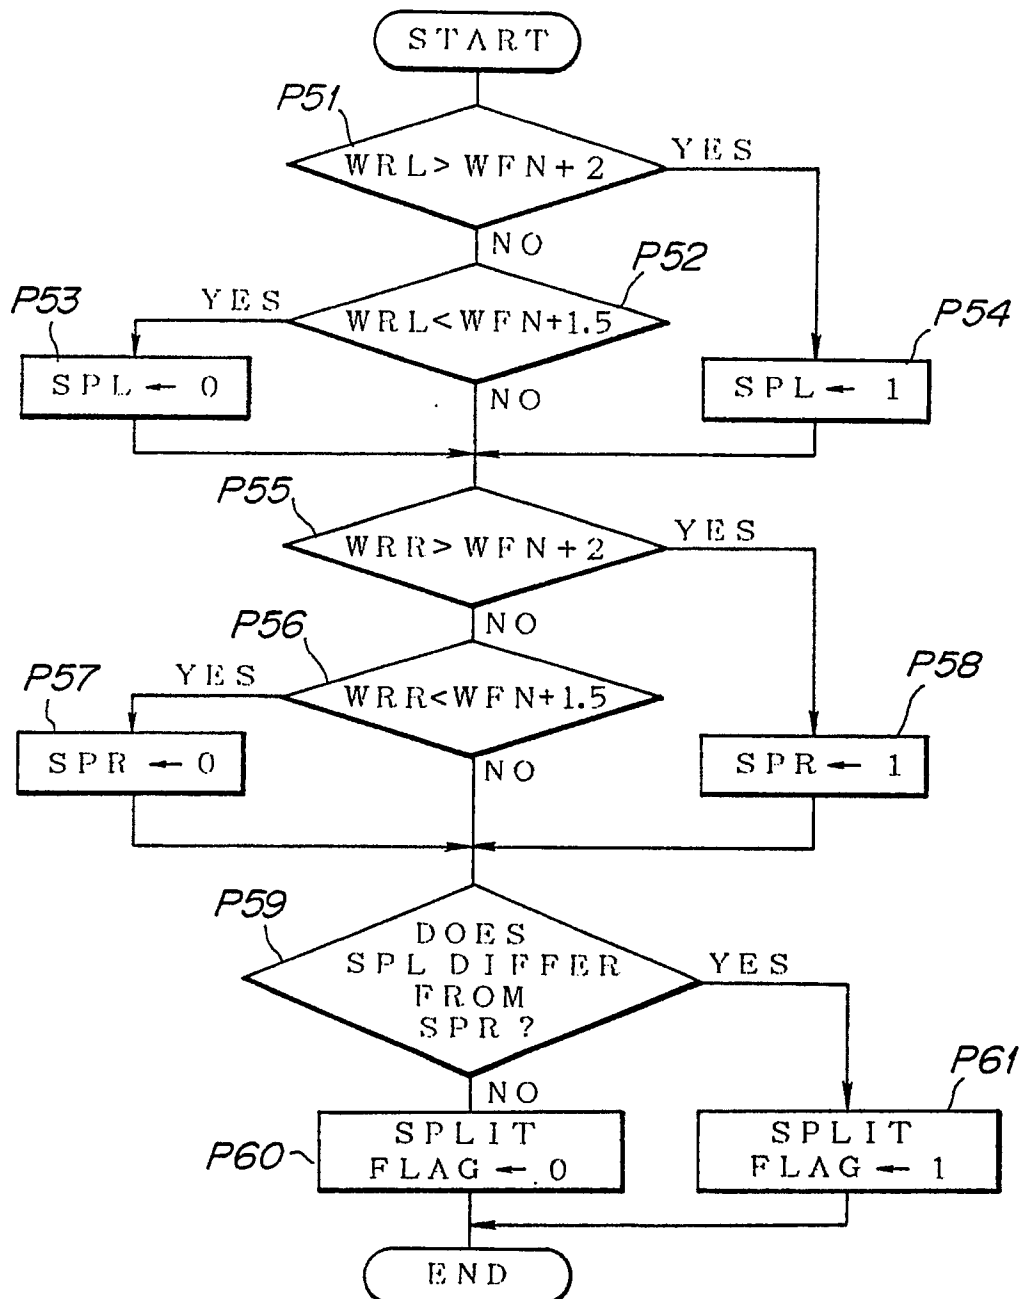 START
P51
WRL> WFN+2
YES
NO
P52
P53
YES
WRL<WFN+1.5
P54
SPL ← 0
NO
SPL ← 1
P55
WRR> WFN+2
YES
NO
P56
P57
YES
WRR<WFN+1.5
P58
SPR ← 0
NO
SPR ← 1
P59
DOES
SPL DIFFER
FROM
SPR?
YES
NO
P61
P60
SPLIT
FLAG ← 0
SPLIT
FLAG ← 1
END